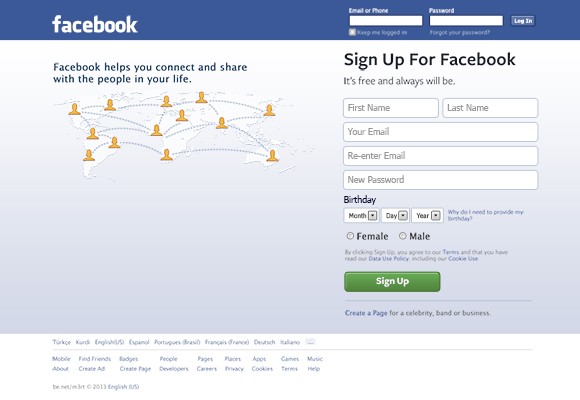 facebook
Email or Phone
Password
Log In
Keep me logged in
Forgot your password?
Facebook helps you connect and share
with the people in your life.
Sign Up For Facebook
It's free and always will be.
First Name
Last Name
Your Email
Re-enter Email
New Password
Birthday
Month
Day
Year
Why do I need to provide my
birthday?
Female
Male
By clicking Sign Up, you agree to our Terms and that you have
read our Data Use Policy, including our Cookie Use
Sign Up
Create a Page for a celebrity, band or business.
Türkçe Kurdi English(US) Espanol Portugues (Brasil) Français (France) Deutsch Italiano
Mobile Find Friends Badges People Pages Places Apps Games Music
About Create Ad Create Page Developers Careers Privacy Cookies Terms Help
be.net/m3rt © 2013 English (US)